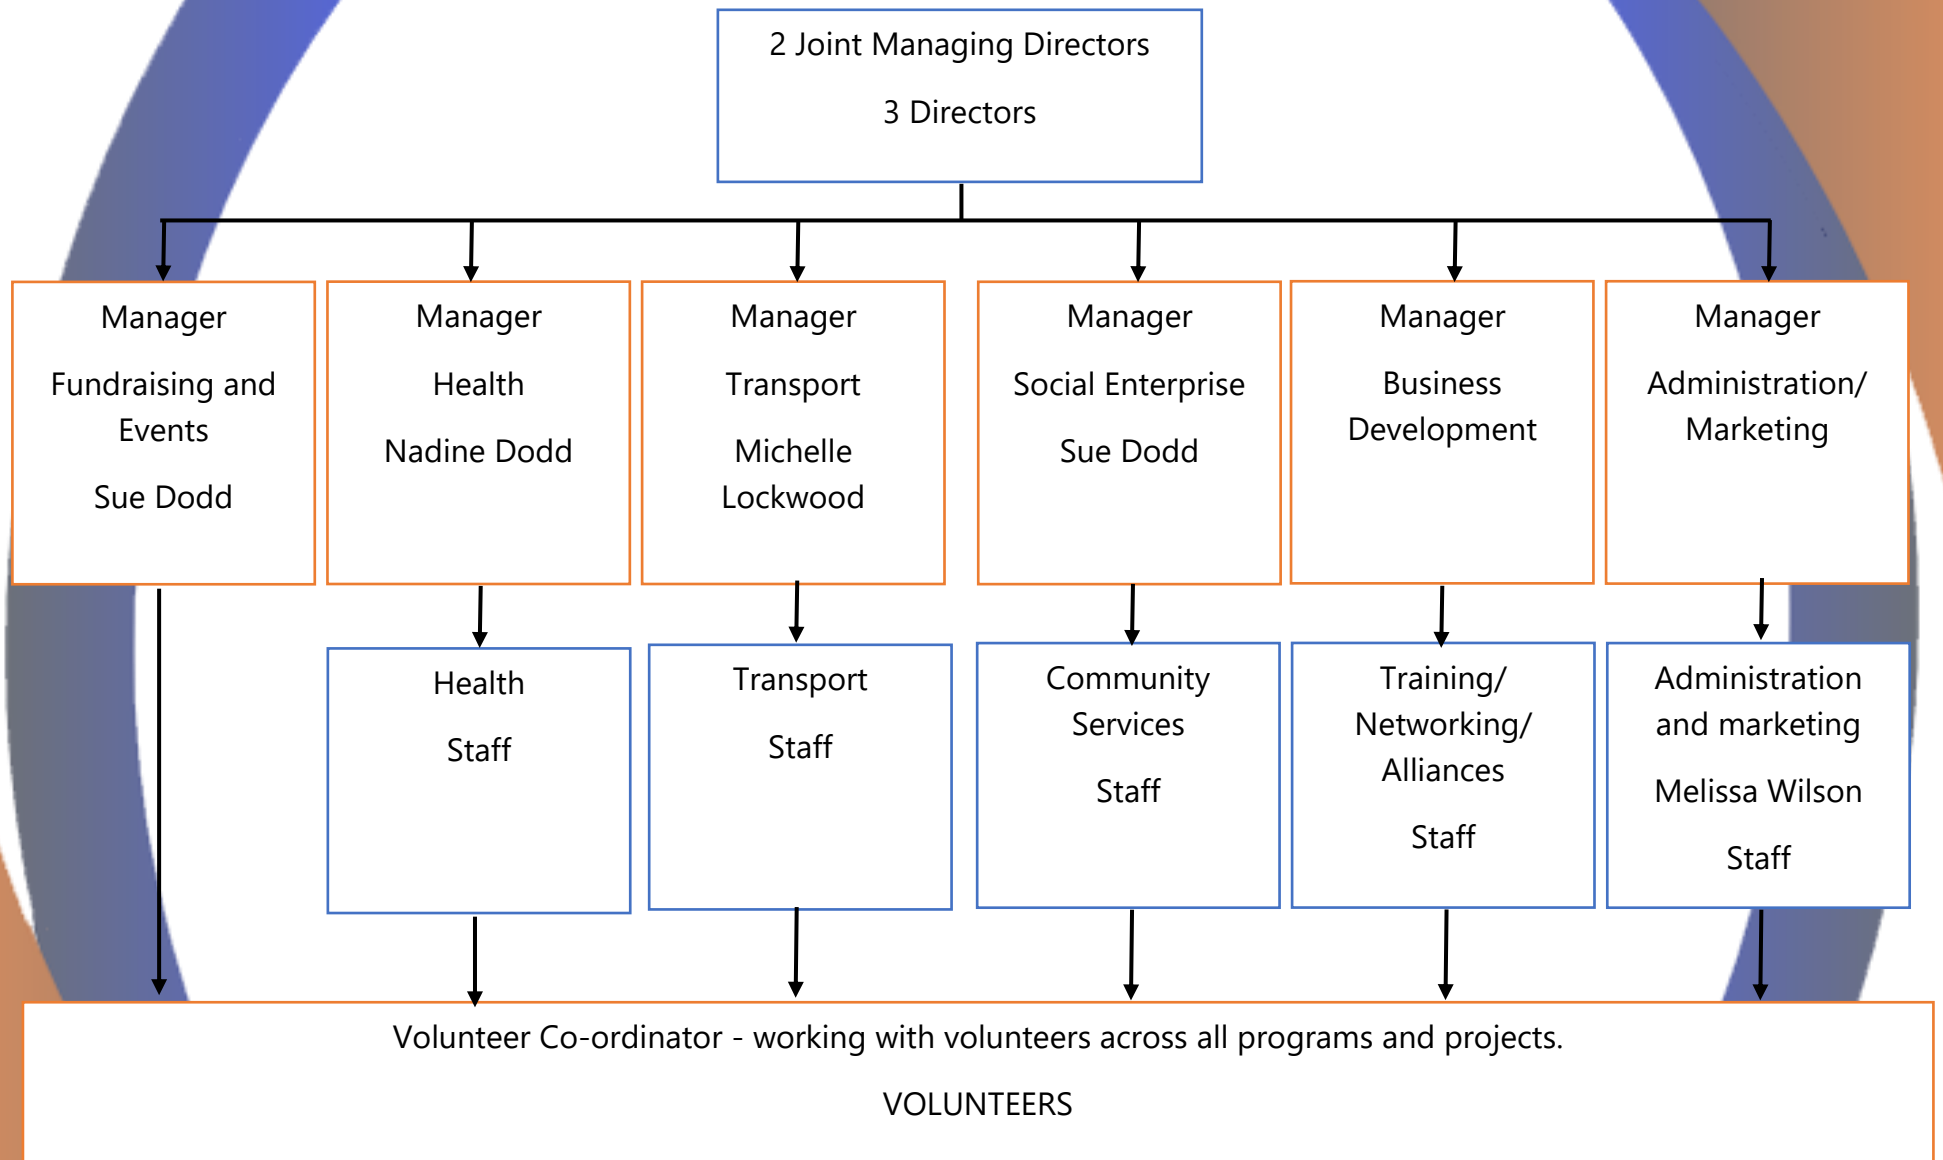 2 Joint Managing Directors
3 Directors
Manager
Fundraising and
Events
Sue Dodd
Manager
Health
Nadine Dodd
Manager
Transport
Michelle
Lockwood
Manager
Social Enterprise
Sue Dodd
Manager
Business
Development
Manager
Administration/
Marketing
Health
Staff
Transport
Staff
Community
Services
Staff
Training/
Networking/
Alliances
Staff
Administration
and marketing
Melissa Wilson
Staff
Volunteer Co-ordinator - working with volunteers across all programs and projects.
VOLUNTEERS